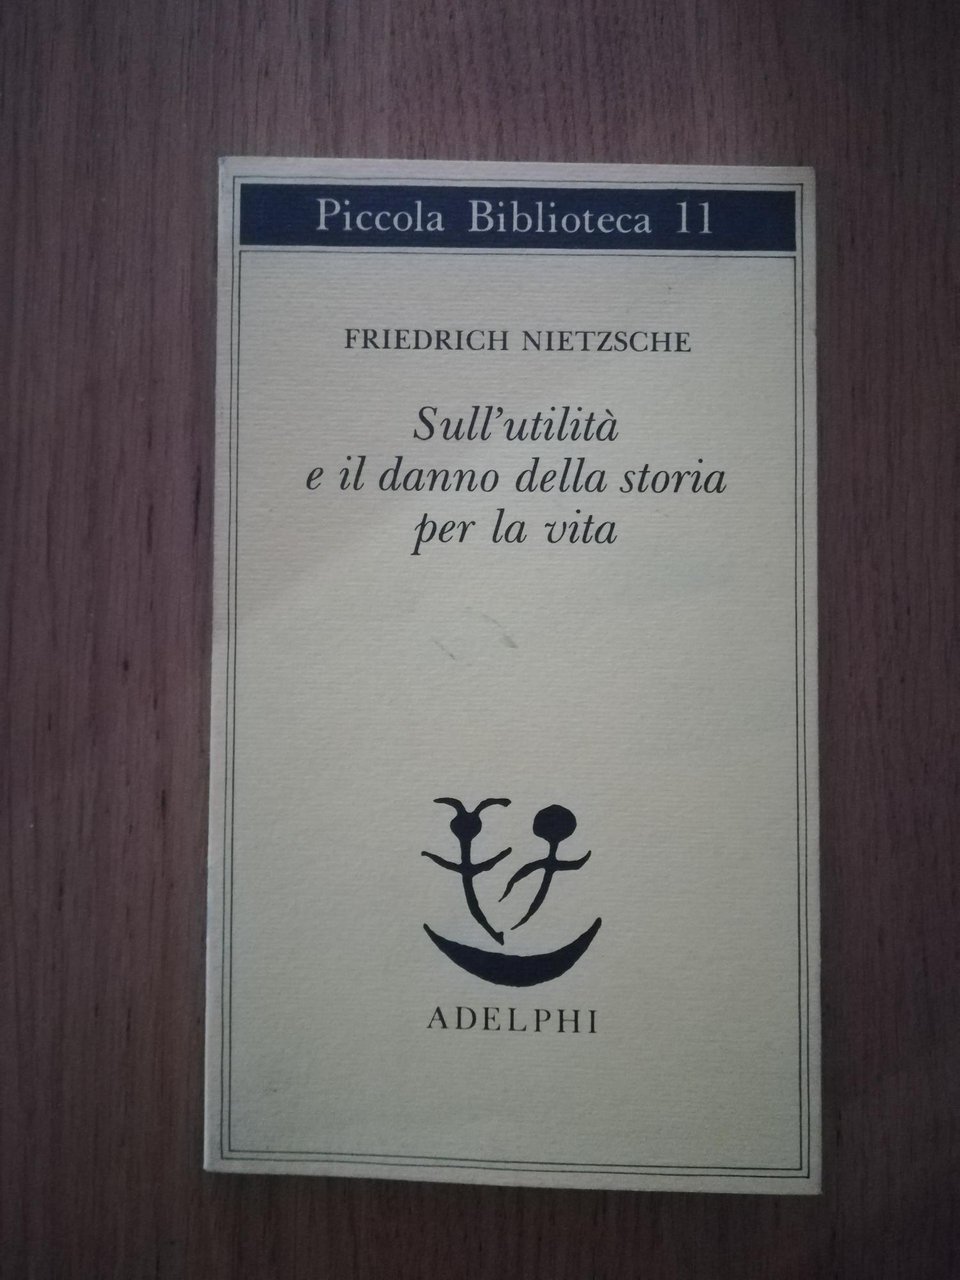 Piccola Biblioteca 11
FRIEDRICH NIETZSCHE
Sull'utilità
e il danno della storia
per la vita
ADELPHI